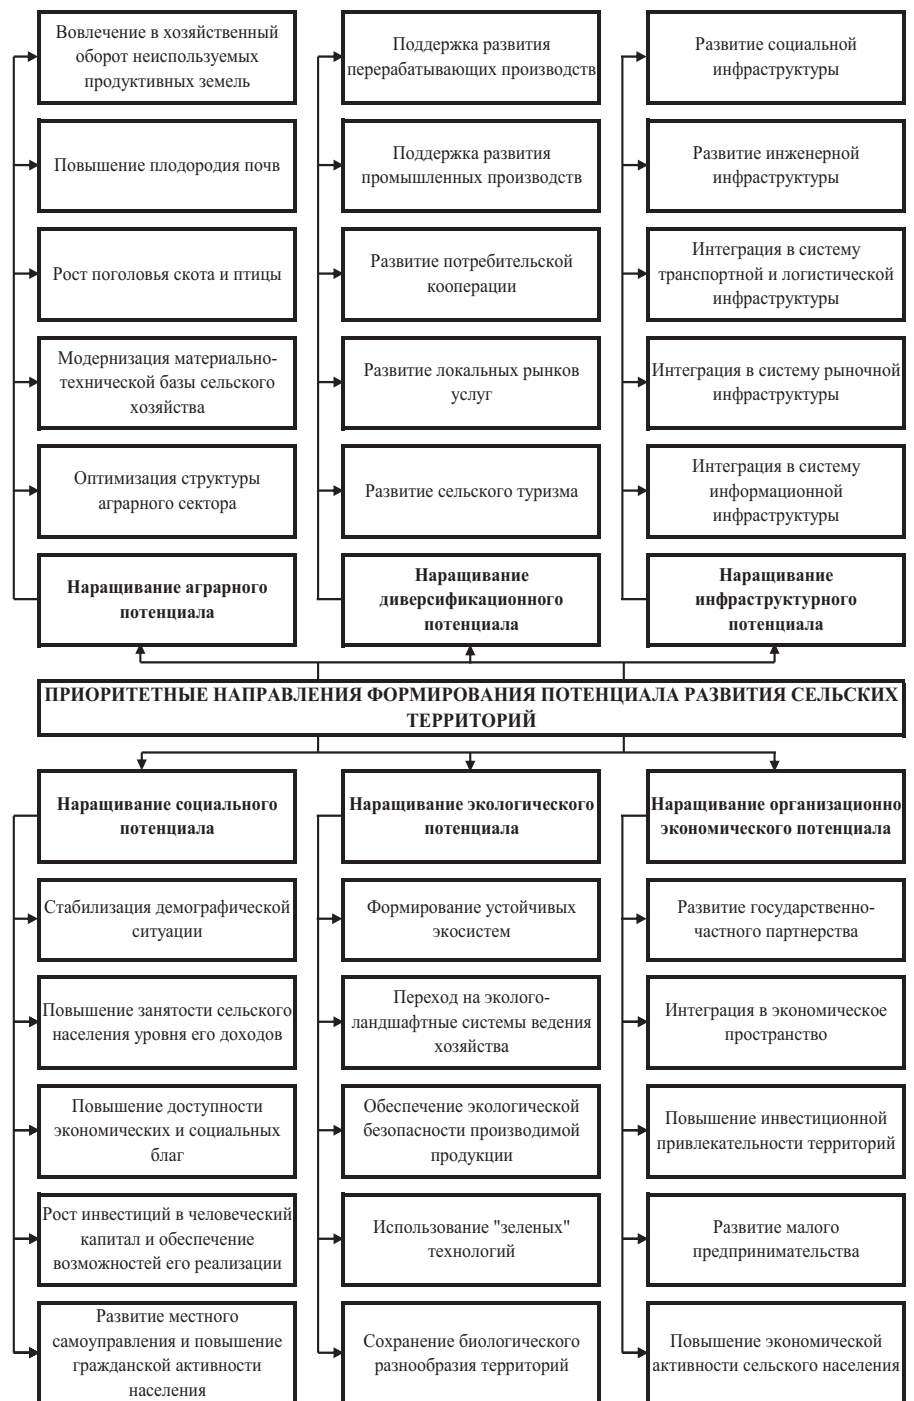 Вовлечение в хозяйственный
оборот неиспользуемых
продуктивных земель
Повышение плодородия почв
Рост поголовья скота и птицы
Модернизация материально-
технической базы сельского
хозяйства
Оптимизация структуры
аграрного сектора
Наращивание аграрного
потенциала
Поддержка развития
перерабатывающих производств
Поддержка развития
промышленных производств
Развитие потребительской
кооперации
Развитие локальных рынков
услуг
Развитие сельского туризма
Наращивание
диверсификационного
потенциала
Развитие социальной
инфраструктуры
Развитие инженерной
инфраструктуры
Интеграция в систему
транспортной и логистической
инфраструктуры
Интеграция в систему рыночной
инфраструктуры
Интеграция в систему
информационной
инфраструктуры
Наращивание
инфраструктурного
потенциала
ПРИОРИТЕТНЫЕ НАПРАВЛЕНИЯ ФОРМИРОВАНИЯ ПОТЕНЦИАЛА РАЗВИТИЯ СЕЛЬСКИХ
ТЕРРИТОРИЙ
Наращивание социального
потенциала
Стабилизация демографической
ситуации
Повышение занятости сельского
населения уровня его доходов
Повышение доступности
экономических и социальных
благ
Рост инвестиций в человеческий
капитал и обеспечение
возможностей его реализации
Развитие местного
самоуправления и повышение
гражданской активности
населения
Наращивание экологического
потенциала
Формирование устойчивых
экосистем
Переход на эколого-
ландшафтные системы ведения
хозяйства
Обеспечение экологической
безопасности производимой
продукции
Использование "зеленых"
технологий
Сохранение биологического
разнообразия территорий
Наращивание организационно
экономического потенциала
Развитие государственно-
частного партнерства
Интеграция в экономическое
пространство
Повышение инвестиционной
привлекательности территорий
Развитие малого
предпринимательства
Повышение экономической
активности сельского населения